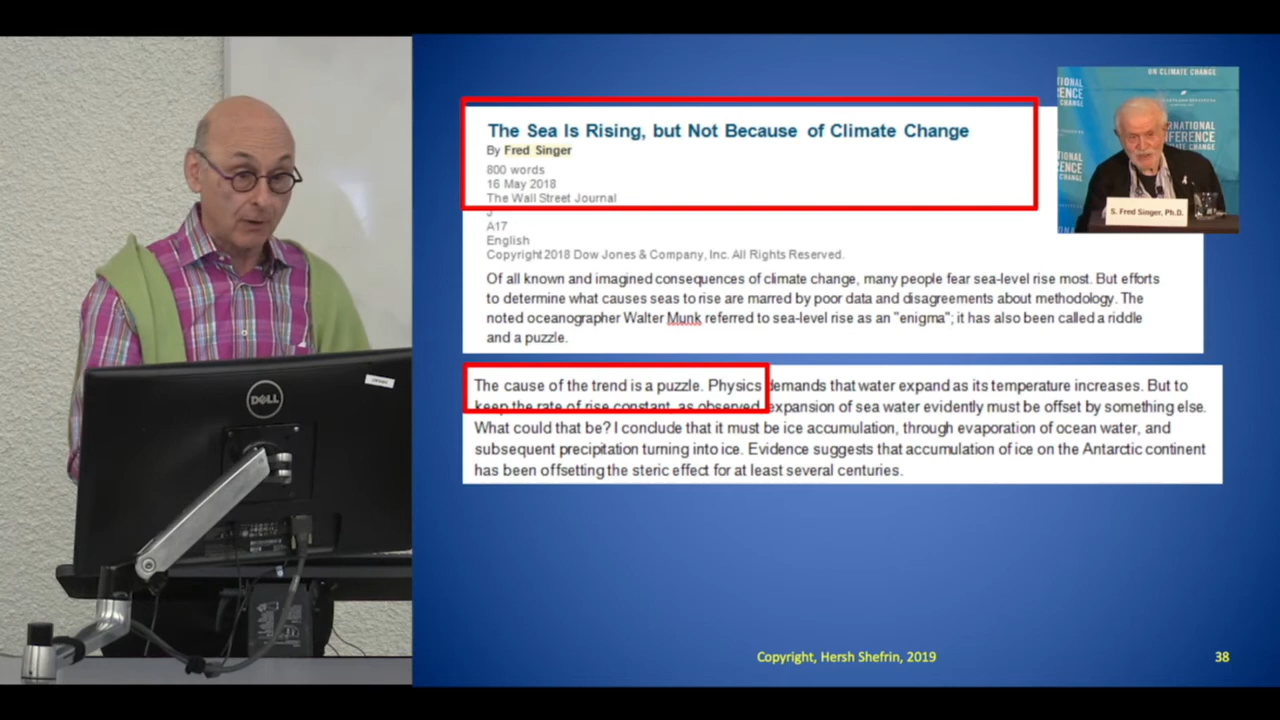 The Sea Is Rising, but Not Because of Climate Change
By Fred Singer
800 words
16 May 2018
The Wall Street Journal
J
A17
English
Copyright 2018 Dow Jones & Company, Inc. All Rights Reserved.
Of all known and imagined consequences of climate change, many people fear sea-level rise most. But efforts
to determine what causes seas to rise are marred by poor data and disagreements about methodology. The
noted oceanographer Walter Munk referred to sea-level rise as an "enigma"; it has also been called a riddle
and a puzzle.
The cause of the trend is a puzzle. Physics demands that water expand as its temperature increases. But to
keep the rate of rise constant, as observed, expansion of sea water evidently must be offset by something else.
What could that be? I conclude that it must be ice accumulation, through evaporation of ocean water, and
subsequent precipitation turning into ice. Evidence suggests that accumulation of ice on the Antarctic continent
has been offsetting the steric effect for at least several centuries.
ON CLIMATE CHANGE
S. Fred Singer, Ph.D.
DELL
Copyright, Hersh Shefrin, 2019
38